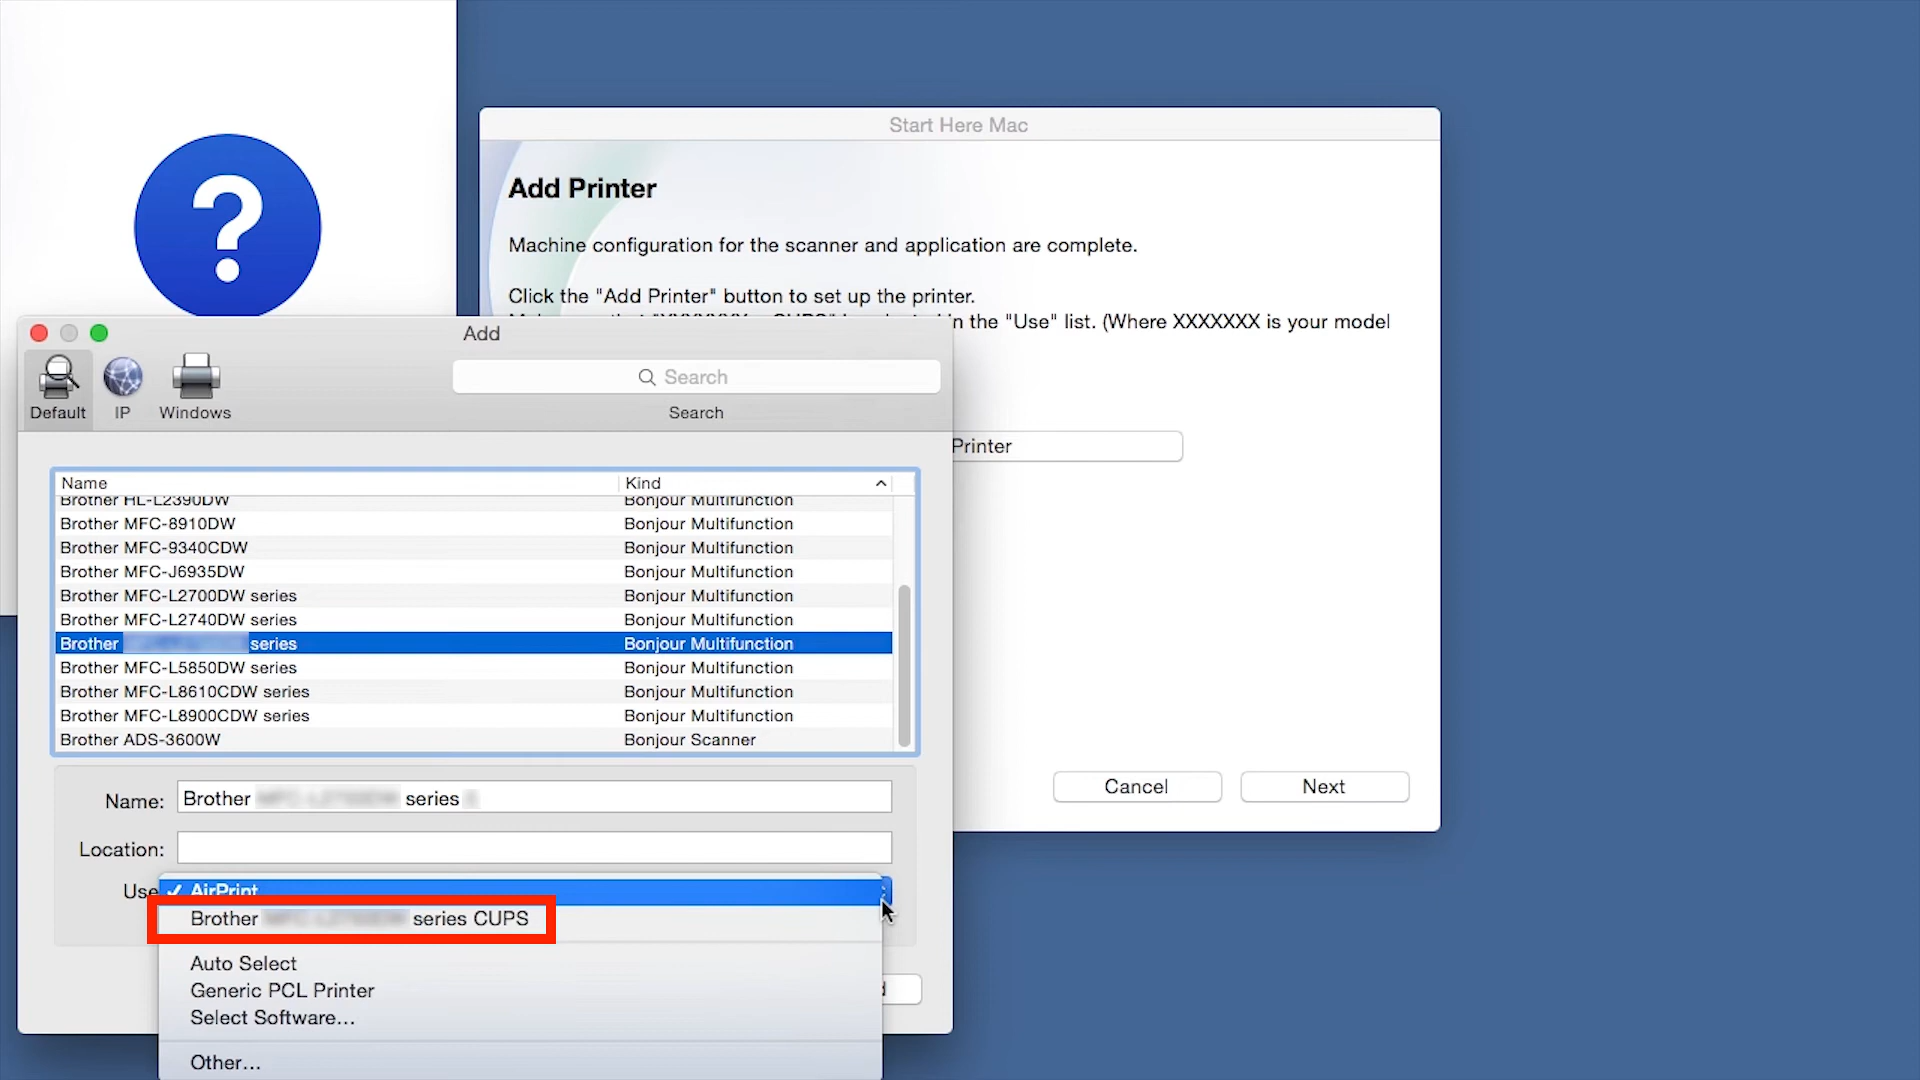 Start Here Mac
Add Printer
Machine configuration for the scanner and application are complete.
Click the "Add Printer" button to set up the printer.
in the "Use" list. (Where XXXXXXX is your model
Printer
Cancel
Next
?
Add
Default
IP
Windows
Search
Search
Name Kind
Brother HL-L2390DW Bonjour Multifunction
Brother MFC-8910DW Bonjour Multifunction
Brother MFC-9340CDW Bonjour Multifunction
Brother MFC-J6935DW Bonjour Multifunction
Brother MFC-L2700DW series Bonjour Multifunction
Brother MFC-L2740DW series Bonjour Multifunction
Brother series Bonjour Multifunction
Brother MFC-L5850DW series Bonjour Multifunction
Brother MFC-L8610CDW series Bonjour Multifunction
Brother MFC-L8900CDW series Bonjour Multifunction
Brother ADS-3600W Bonjour Scanner
Name: Brother series
Location:
Use ✓ AirPrint
Brother series CUPS
Auto Select
Generic PCL Printer
Select Software...
Other...